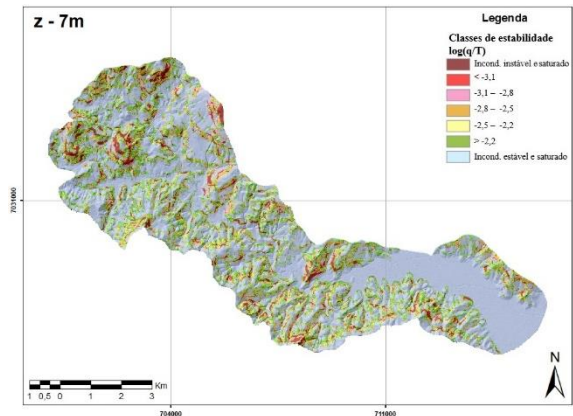 z - 7m
Legenda
Classes de estabilidade
log(q/T)
Incond. instável e saturado
< -3,1
-3,1 – -2,8
-2,8 – -2,5
-2,5 – -2,2
> -2,2
Incond. estável e saturado
7031000
Km
1 0,5 0 1 2 3
N
704000
711000